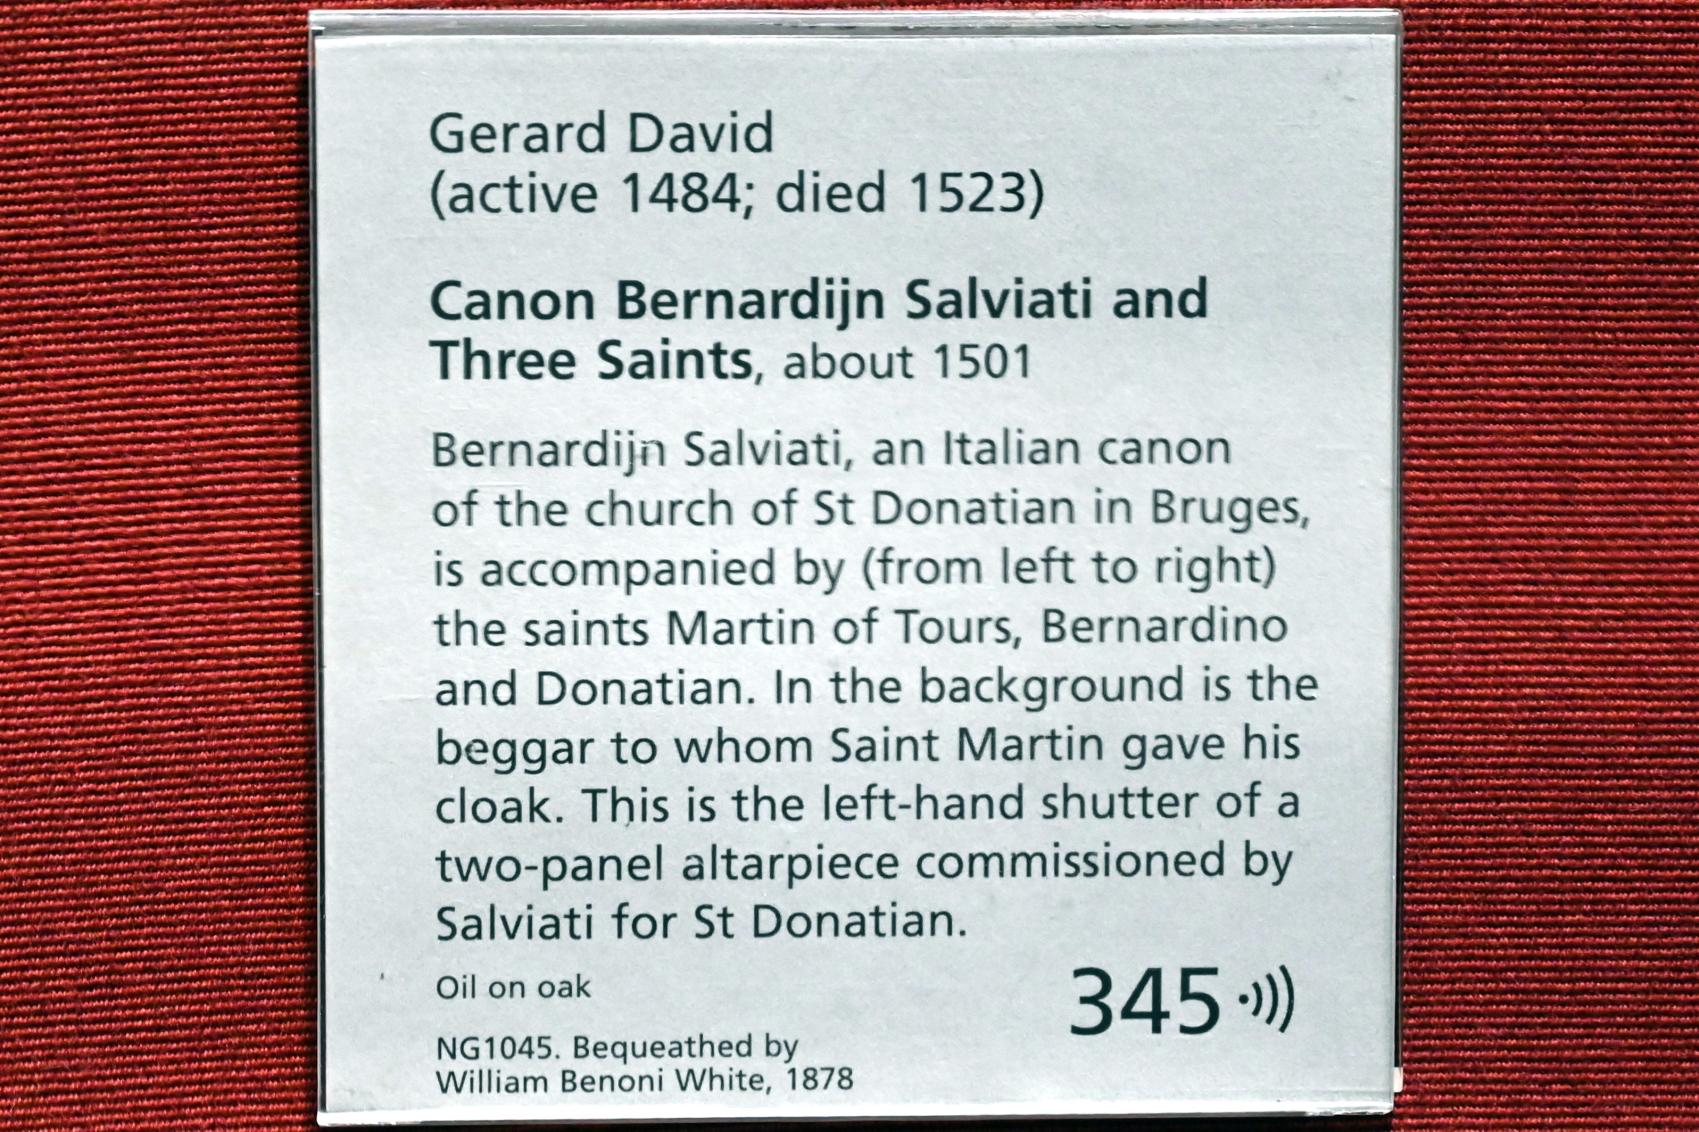 Gerard David
(active 1484; died 1523)
Canon Bernardijn Salviati and
Three Saints, about 1501
Bernardijn Salviati, an Italian canon
of the church of St Donatian in Bruges,
is accompanied by (from left to right)
the saints Martin of Tours, Bernardino
and Donatian. In the background is the
beggar to whom Saint Martin gave his
cloak. This is the left-hand shutter of a
two-panel altarpiece commissioned by
Salviati for St Donatian.
Oil on oak
345
NG1045. Bequeathed by
William Benoni White, 1878